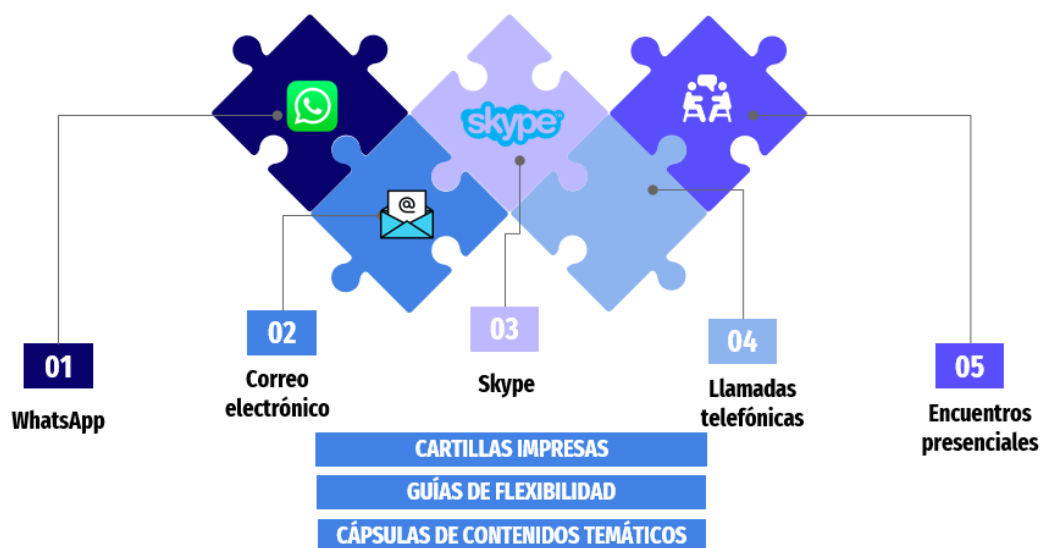 skype
@
01
WhatsApp
02
Correo
electrónico
03
Skype
04
Llamadas
telefónicas
05
Encuentros
presenciales
CARTILLAS IMPRESAS
GUÍAS DE FLEXIBILIDAD
CÁPSULAS DE CONTENIDOS TEMÁTICOS